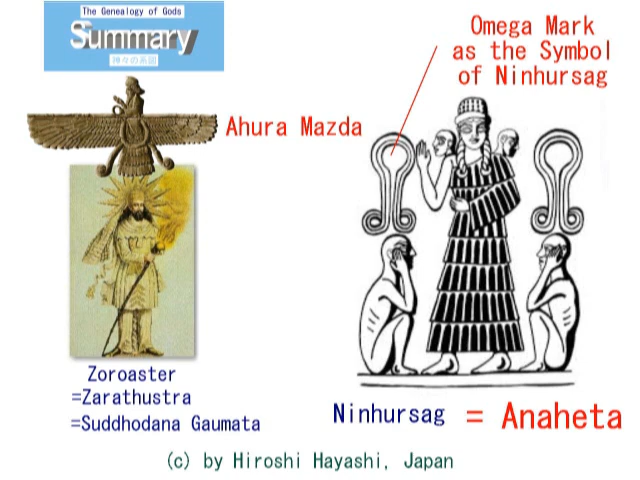 The Genealogy of Gods
Summary
神々の系図
Omega Mark
as the Symbol
of Ninhursag
Ahura Mazda
Zoroaster
=Zarathustra
=Suddhodana Gaumata
Ninhursag = Anaheta
(c) by Hiroshi Hayashi, Japan